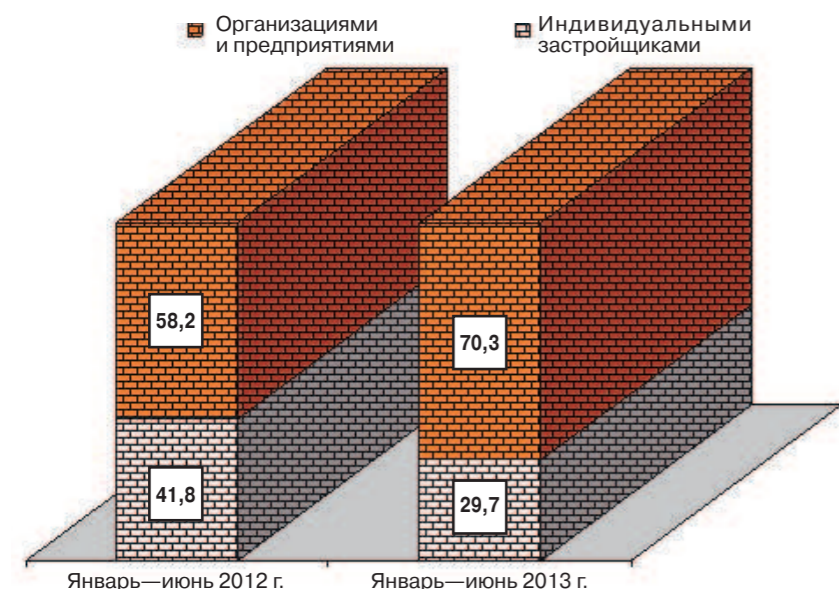 Организациями
и предприятиями
Индивидуальными
застройщиками
58,2
70,3
41,8
29,7
Январь—июнь 2012 г.
Январь—июнь 2013 г.